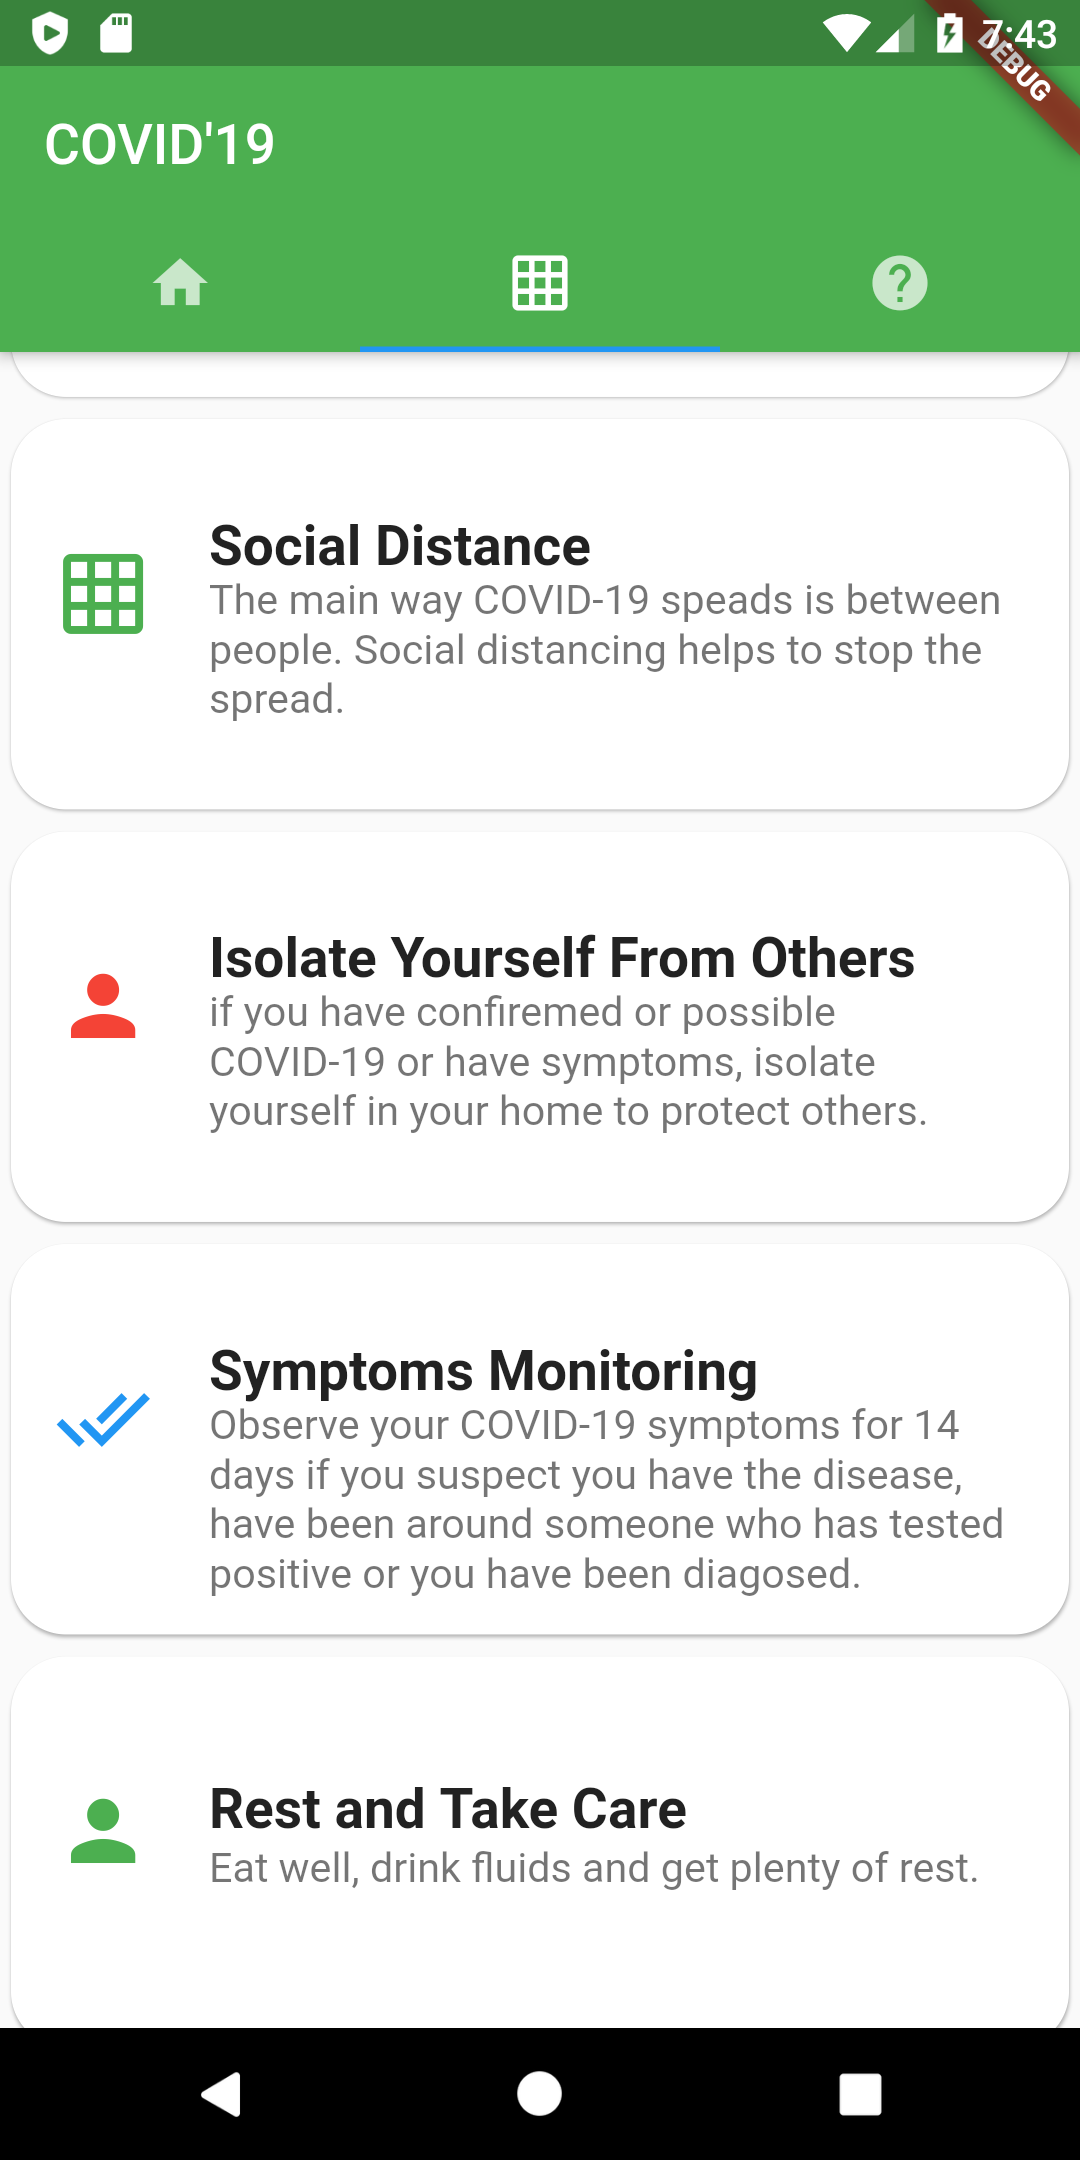 7:43
DEBUG
COVID'19
Social Distance
The main way COVID-19 speads is between
people. Social distancing helps to stop the
spread.
Isolate Yourself From Others
if you have confiremed or possible
COVID-19 or have symptoms, isolate
yourself in your home to protect others.
Symptoms Monitoring
Observe your COVID-19 symptoms for 14
days if you suspect you have the disease,
have been around someone who has tested
positive or you have been diagosed.
Rest and Take Care
Eat well, drink fluids and get plenty of rest.